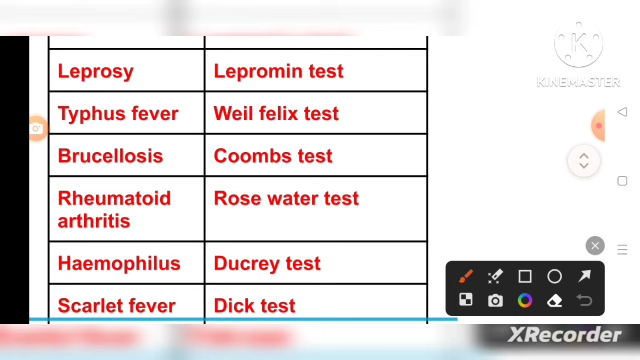 K
KINEMASTER
Leprosy Lepromin test
Typhus fever Weil felix test
Brucellosis Coombs test
Rheumatoid arthritis Rose water test
Haemophilus Ducrey test
Scarlet fever Dick test
XRecorder